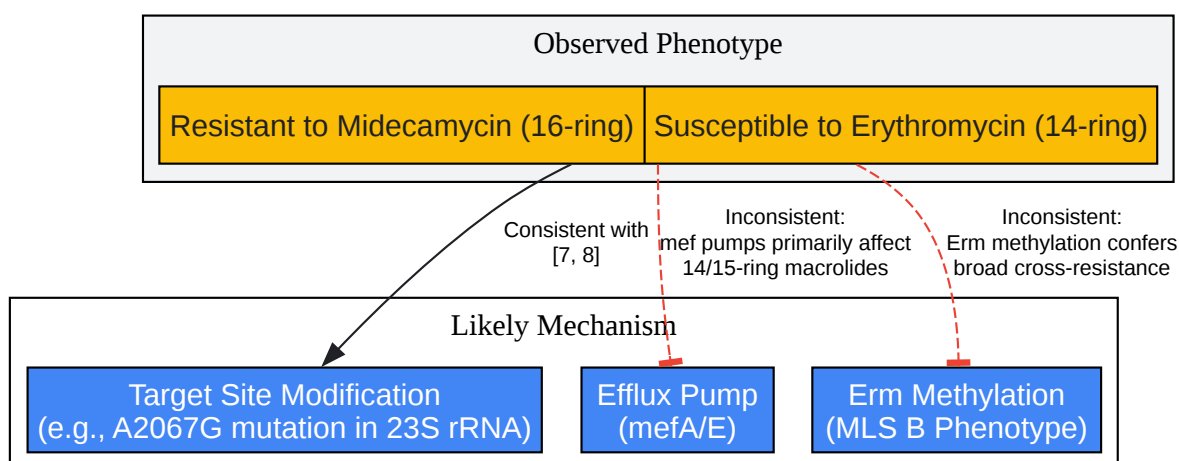 Observed Phenotype
Resistant to Midecamycin (16-ring)
Susceptible to Erythromycin (14-ring)
Consistent with
[7, 8]
Inconsistent:
mef pumps primarily affect
14/15-ring macrolides
Inconsistent:
Erm methylation confers
broad cross-resistance
Likely Mechanism
Target Site Modification
(e.g., A2067G mutation in 23S rRNA)
Efflux Pump
(mefA/E)
Erm Methylation
(MLS B Phenotype)